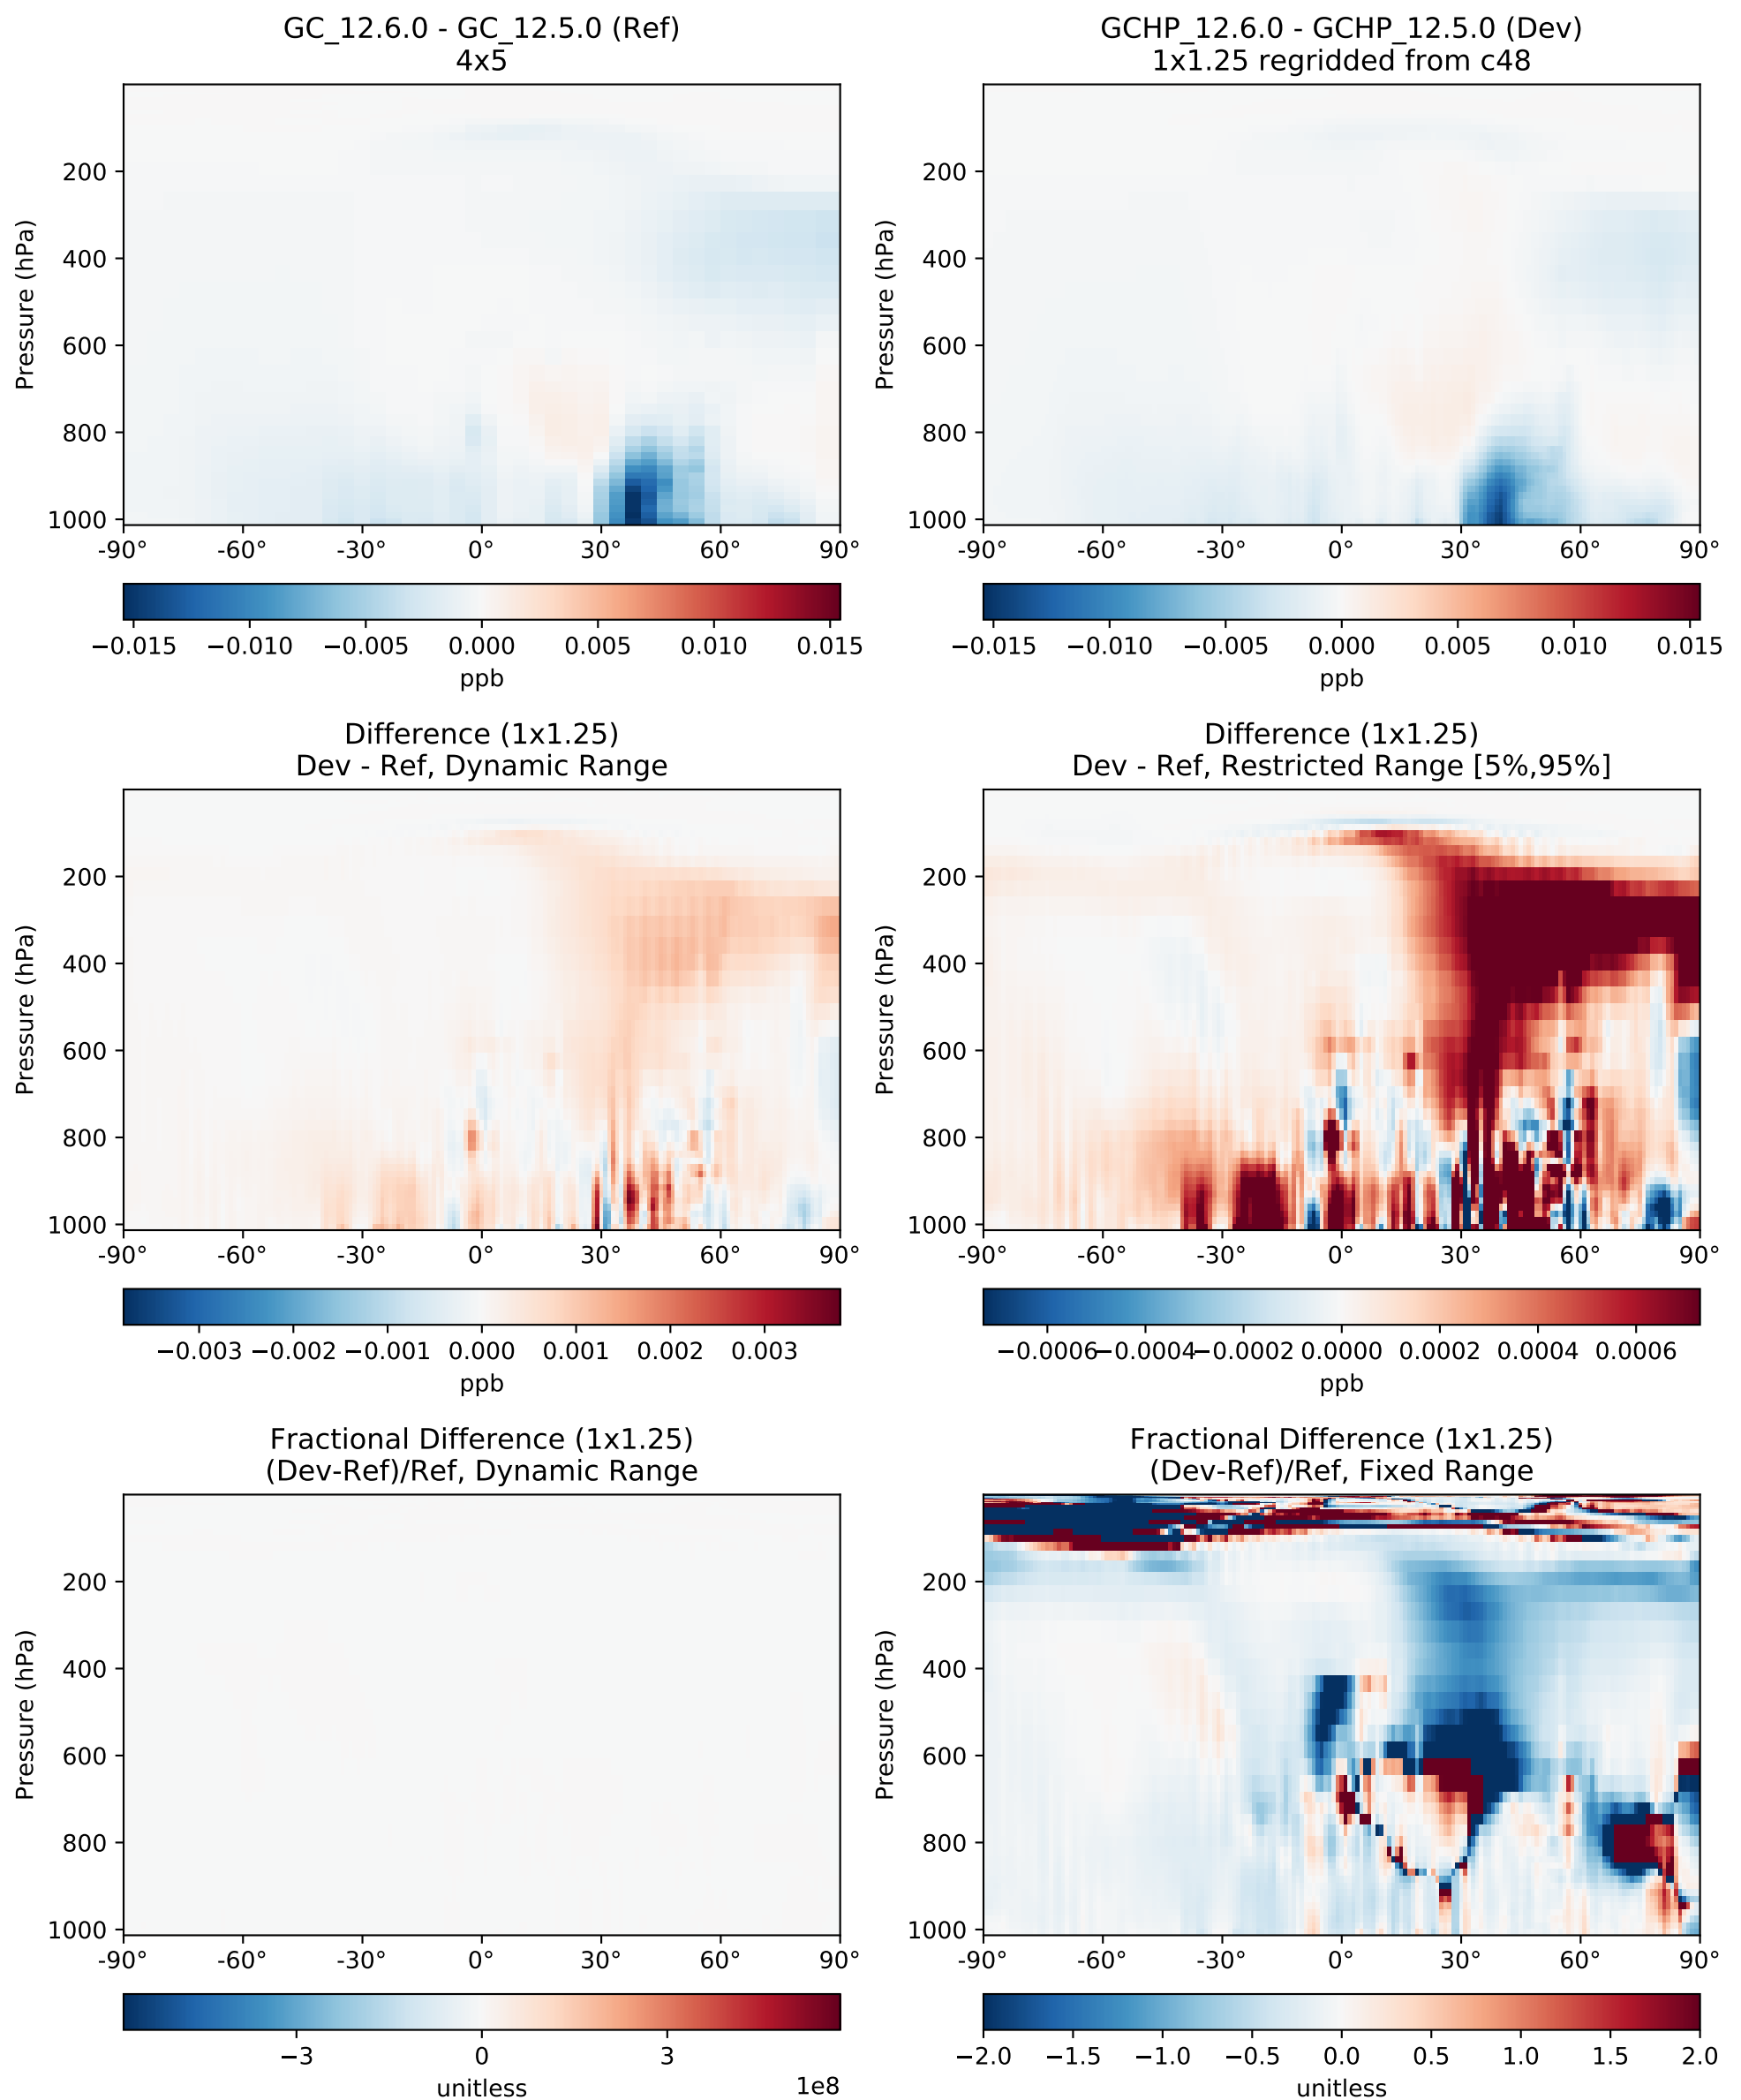 GC_12.6.0 - GC_12.5.0 (Ref)
4x5
GCHP_12.6.0 - GCHP_12.5.0 (Dev)
1x1.25 regridded from c48
Pressure (hPa)
200
400
600
800
1000
-90° -60° -30° 0° 30° 60° 90°
−0.015 −0.010 −0.005 0.000 0.005 0.010 0.015
ppb
Pressure (hPa)
200
400
600
800
1000
-90° -60° -30° 0° 30° 60° 90°
−0.015 −0.010 −0.005 0.000 0.005 0.010 0.015
ppb
Difference (1x1.25)
Dev - Ref, Dynamic Range
Pressure (hPa)
200
400
600
800
1000
-90° -60° -30° 0° 30° 60° 90°
−0.003 −0.002 −0.001 0.000 0.001 0.002 0.003
ppb
Difference (1x1.25)
Dev - Ref, Restricted Range [5%,95%]
Pressure (hPa)
200
400
600
800
1000
-90° -60° -30° 0° 30° 60° 90°
−0.0006 −0.0004 −0.0002 0.0000 0.0002 0.0004 0.0006
ppb
Fractional Difference (1x1.25)
(Dev-Ref)/Ref, Dynamic Range
Pressure (hPa)
200
400
600
800
1000
-90° -60° -30° 0° 30° 60° 90°
−3 0 3
unitless 1e8
Fractional Difference (1x1.25)
(Dev-Ref)/Ref, Fixed Range
Pressure (hPa)
200
400
600
800
1000
-90° -60° -30° 0° 30° 60° 90°
−2.0 −1.5 −1.0 −0.5 0.0 0.5 1.0 1.5 2.0
unitless